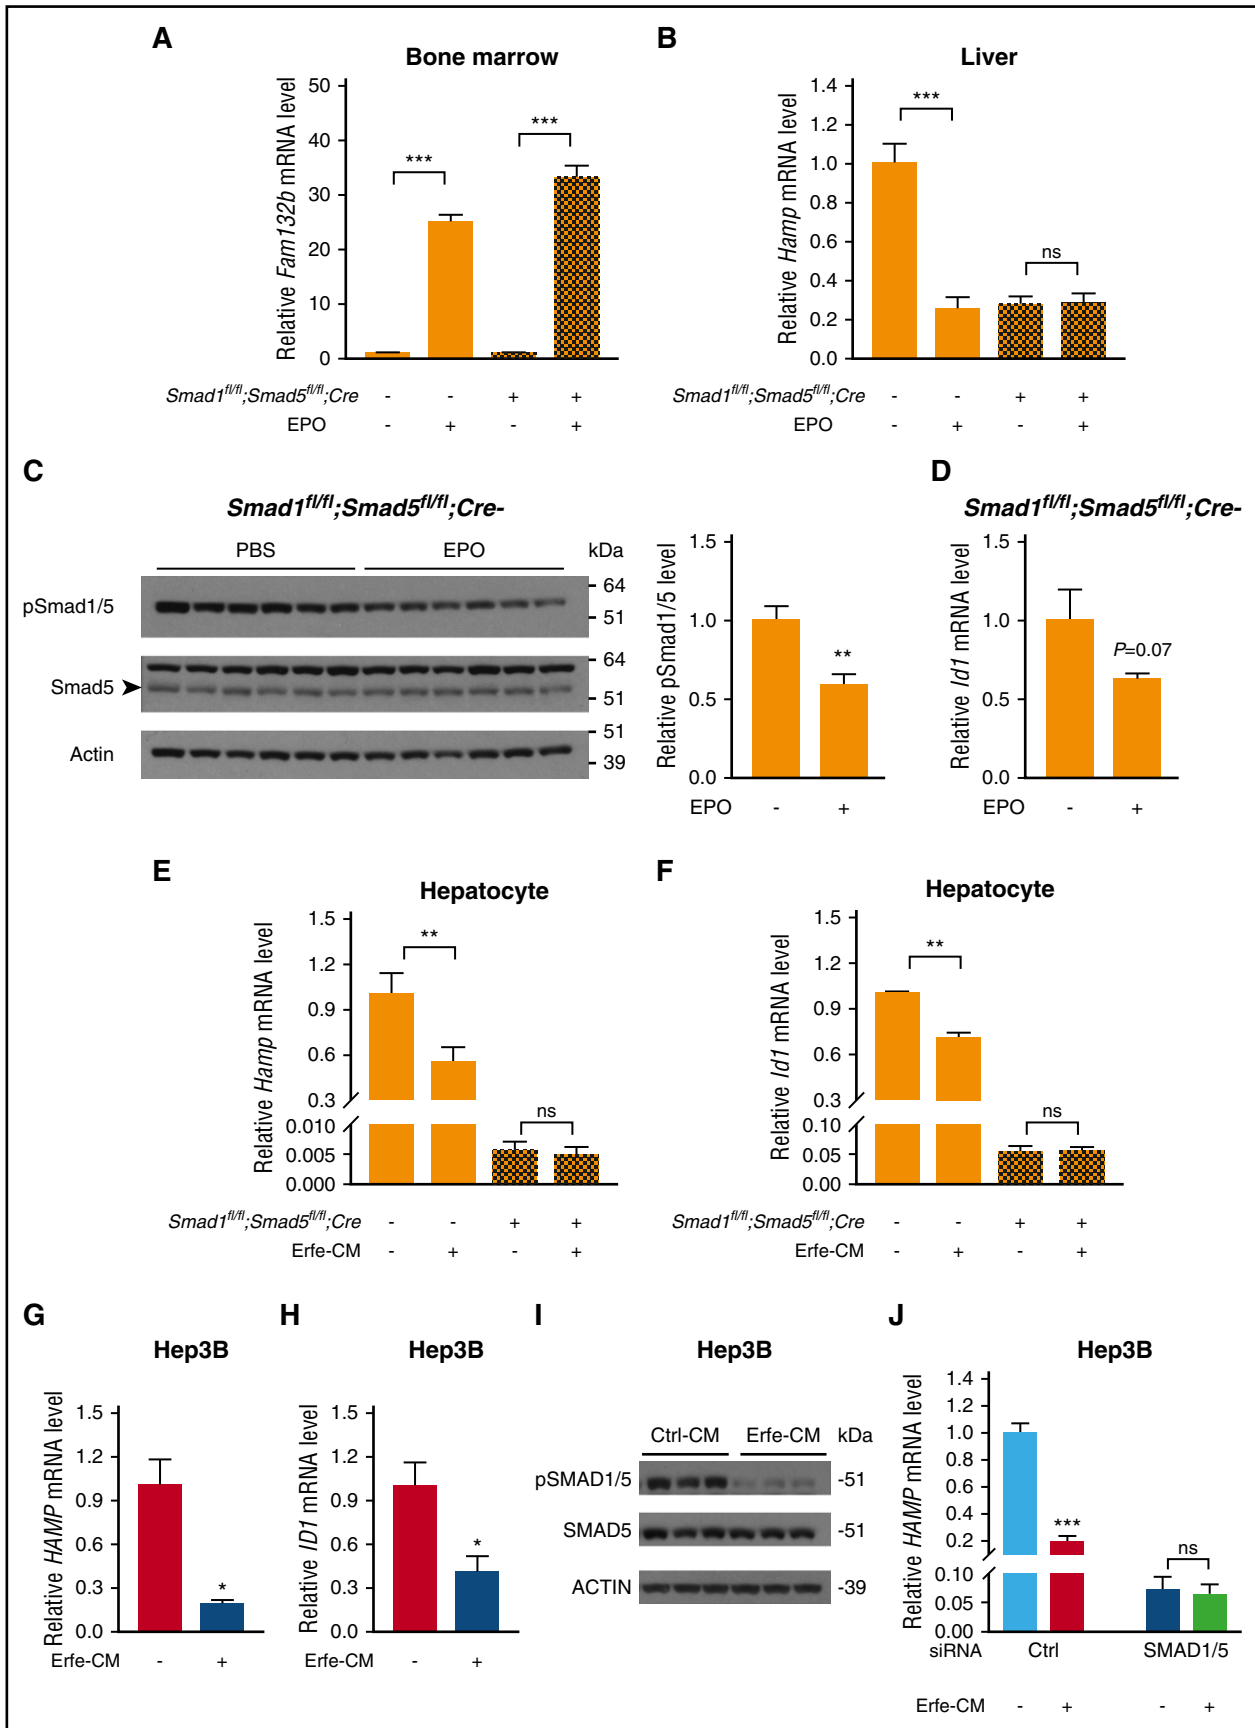 A
Bone marrow
Relative Fam132b mRNA level
50
40
30
20
10
0
***
***
Smad1fl/fl;Smad5fl/fl;Cre - - + +
EPO - + - +
B
Liver
Relative Hamp mRNA level
1.4
1.2
1.0
0.8
0.6
0.4
0.2
0.0
***
ns
Smad1fl/fl;Smad5fl/fl;Cre - - + +
EPO - + - +
C
Smad1fl/fl;Smad5fl/fl;Cre-
PBS EPO kDa
pSmad1/5
64
51
Smad5
64
51
Actin
51
39
Relative pSmad1/5 level
1.5
1.0
0.5
0.0
**
EPO - +
D
Smad1fl/fl;Smad5fl/fl;Cre-
Relative Id1 mRNA level
1.5
1.0
0.5
0.0
P=0.07
EPO - +
E
Hepatocyte
Relative Hamp mRNA level
1.5
1.2
0.9
0.6
0.3
0.010
0.005
0.000
**
ns
Smad1fl/fl;Smad5fl/fl;Cre - - + +
Erfe-CM - + - +
F
Hepatocyte
Relative Id1 mRNA level
1.5
1.2
0.9
0.6
0.3
0.10
0.05
0.00
**
ns
Smad1fl/fl;Smad5fl/fl;Cre - - + +
Erfe-CM - + - +
G
Hep3B
Relative HAMP mRNA level
1.5
1.2
0.9
0.6
0.3
0.0
*
Erfe-CM - +
H
Hep3B
Relative ID1 mRNA level
1.5
1.2
0.9
0.6
0.3
0.0
*
Erfe-CM - +
I
Hep3B
Ctrl-CM Erfe-CM kDa
pSMAD1/5 -51
SMAD5 -51
ACTIN -39
J
Hep3B
Relative HAMP mRNA level
1.4
1.2
1.0
0.8
0.6
0.4
0.2
0.10
0.05
0.00
***
ns
siRNA Ctrl SMAD1/5
Erfe-CM - + - +